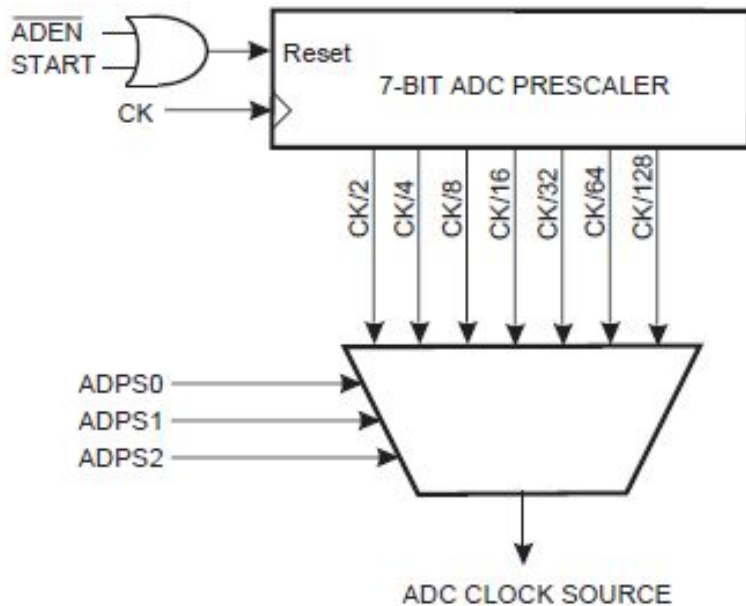 ADEN
START
Reset
7-BIT ADC PRESCALER
CK
CK/2
CK/4
CK/8
CK/16
CK/32
CK/64
CK/128
ADPS0
ADPS1
ADPS2
ADC CLOCK SOURCE